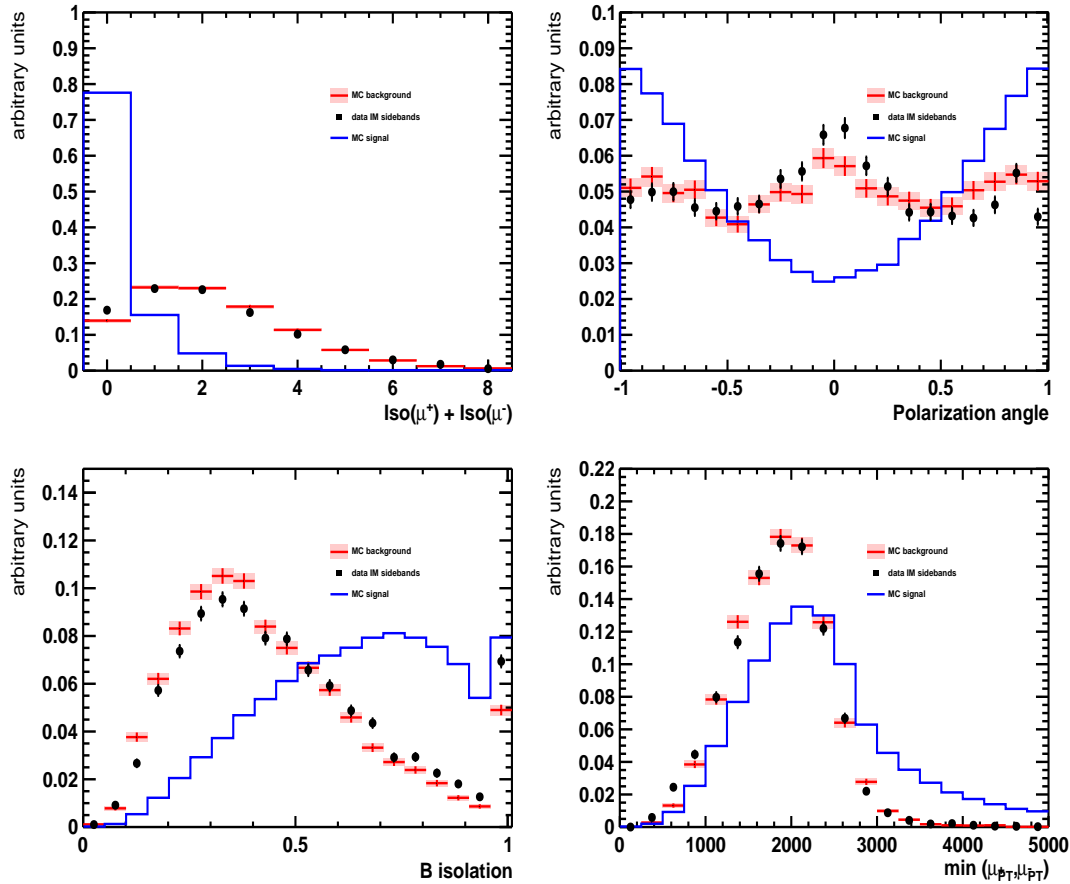 arbitrary units
1
0.9
0.8
0.7
0.6
0.5
0.4
0.3
0.2
0.1
0
MC background
data IM sidebands
MC signal
0 2 4 6 8
Iso(μ+) + Iso(μ-)
arbitrary units
0.1
0.09
0.08
0.07
0.06
0.05
0.04
0.03
0.02
0.01
0
MC background
data IM sidebands
MC signal
-1 -0.5 0 0.5 1
Polarization angle
arbitrary units
0.14
0.12
0.1
0.08
0.06
0.04
0.02
0
MC background
data IM sidebands
MC signal
0 0.5 1
B isolation
arbitrary units
0.22
0.2
0.18
0.16
0.14
0.12
0.1
0.08
0.06
0.04
0.02
0
MC background
data IM sidebands
MC signal
0 1000 2000 3000 4000 5000
min (μ+PT,μ-PT)